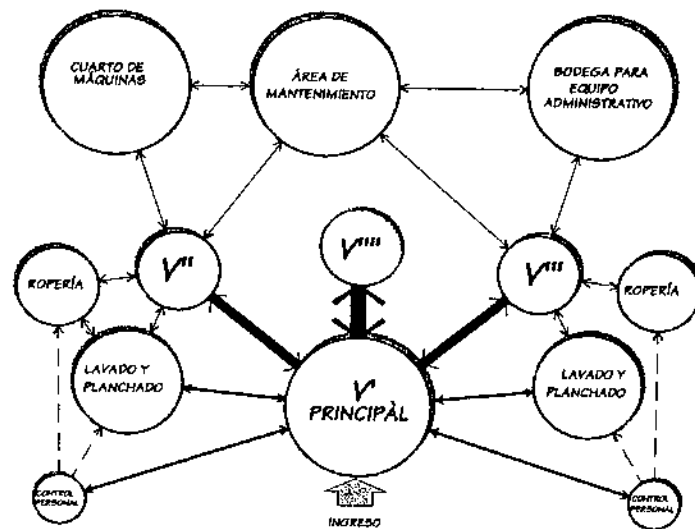 CUARTO DE
MÁQUINAS
ÁREA DE
MANTENIMIENTO
BODEGA PARA
EQUIPO
ADMINISTRATIVO
V''
V''''
V'''
ROPERÍA
ROPERÍA
LAVADO Y
PLANCHADO
V'
PRINCIPÀL
LAVADO Y
PLANCHADO
CONTROL
PERSONAL
CONTROL
PERSONAL
INGRESO